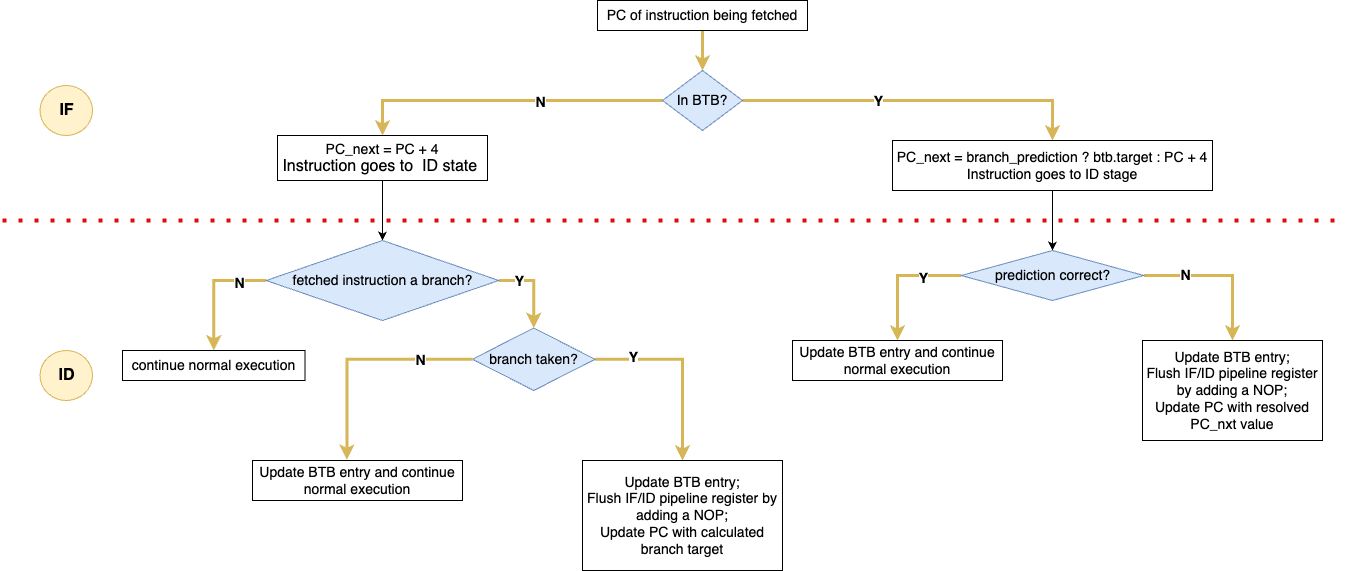 PC of instruction being fetched
In BTB?
N
Y
IF
PC_next = PC + 4
Instruction goes to ID state
PC_next = branch_prediction ? btb.target : PC + 4
Instruction goes to ID stage
fetched instruction a branch?
N
Y
prediction correct?
Y
N
ID
continue normal execution
branch taken?
N
Y
Update BTB entry and continue
normal execution
Update BTB entry;
Flush IF/ID pipeline register
by adding a NOP;
Update PC with resolved
PC_nxt value
Update BTB entry and continue
normal execution
Update BTB entry;
Flush IF/ID pipeline register by
adding a NOP;
Update PC with calculated
branch target